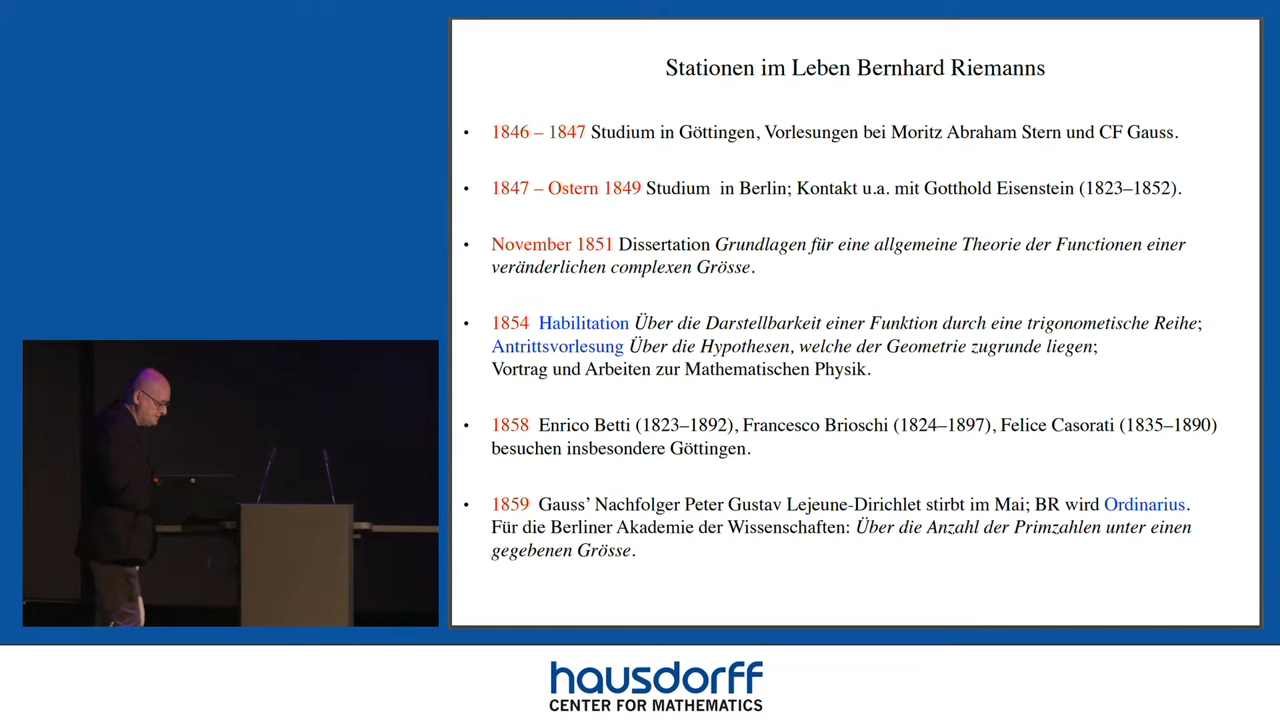 Stationen im Leben Bernhard Riemanns
• 1846 – 1847 Studium in Göttingen, Vorlesungen bei Moritz Abraham Stern und CF Gauss.
• 1847 – Ostern 1849 Studium in Berlin; Kontakt u.a. mit Gotthold Eisenstein (1823–1852).
• November 1851 Dissertation Grundlagen für eine allgemeine Theorie der Functionen einer
veränderlichen complexen Grösse.
• 1854 Habilitation Über die Darstellbarkeit einer Funktion durch eine trigonometische Reihe;
Antrittsvorlesung Über die Hypothesen, welche der Geometrie zugrunde liegen;
Vortrag und Arbeiten zur Mathematischen Physik.
• 1858 Enrico Betti (1823–1892), Francesco Brioschi (1824–1897), Felice Casorati (1835–1890)
besuchen insbesondere Göttingen.
• 1859 Gauss’ Nachfolger Peter Gustav Lejeune-Dirichlet stirbt im Mai; BR wird Ordinarius.
Für die Berliner Akademie der Wissenschaften: Über die Anzahl der Primzahlen unter einen
gegebenen Grösse.
hausdorff
CENTER FOR MATHEMATICS